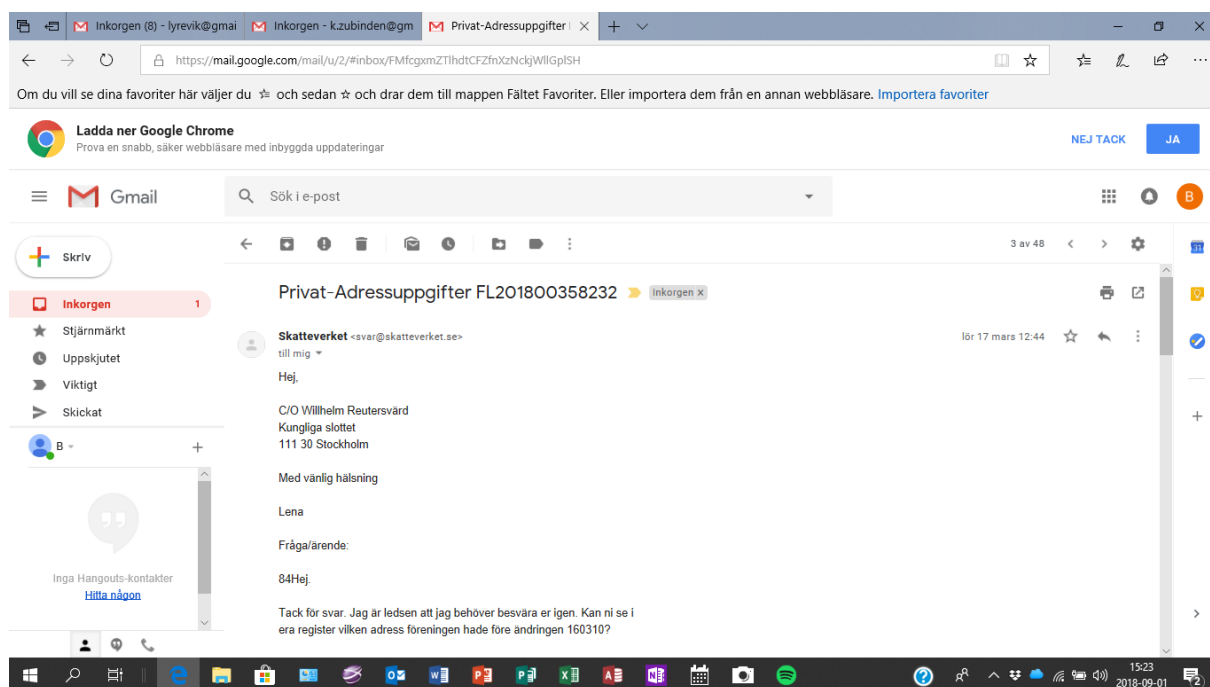 Inkorgen (8) - lyrevik@gmai
Inkorgen - k.zubinden@gm
Privat-Adressuppgifter
https://mail.google.com/mail/u/2/#inbox/FMfcgxmZTlhdtCFZfnXzNckjWllGplSH
Om du vill se dina favoriter här väljer du och sedan och drar dem till mappen Fältet Favoriter. Eller importera dem från en annan webbläsare. Importera favoriter
Ladda ner Google Chrome
Prova en snabb, säker webbläsare med inbyggda uppdateringar
NEJ TACK
JA
Gmail
Sök i e-post
B
Skriv
3 av 48
31
Inkorgen 1
Stjärnmärkt
Uppskjutet
Viktigt
Skickat
B
Inga Hangouts-kontakter
Hitta någon
Privat-Adressuppgifter FL201800358232
Inkorgen x
Skatteverket <svar@skatteverket.se>
lör 17 mars 12:44
till mig
Hej,
C/O Willhelm Reutersvärd
Kungliga slottet
111 30 Stockholm
Med vänlig hälsning
Lena
Fråga/ärende:
84Hej.
Tack för svar. Jag är ledsen att jag behöver besvära er igen. Kan ni se i
era register vilken adress föreningen hade före ändringen 160310?
15:23
2018-09-01